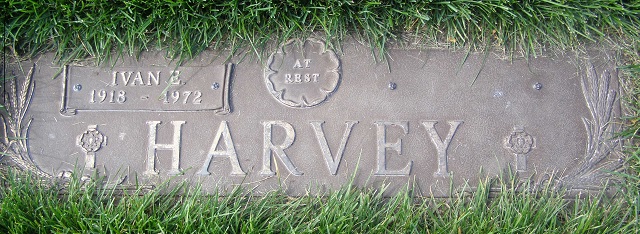 IVAN E.
1918 - 1972
AT
REST
HARVEY